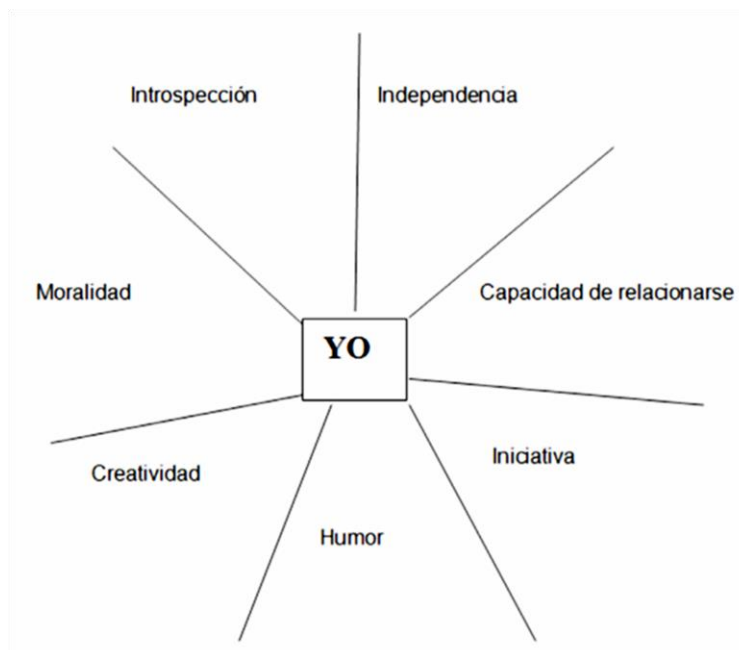 Introspección
Independencia
Moralidad
Capacidad de relacionarse
YO
Creatividad
Iniciativa
Humor